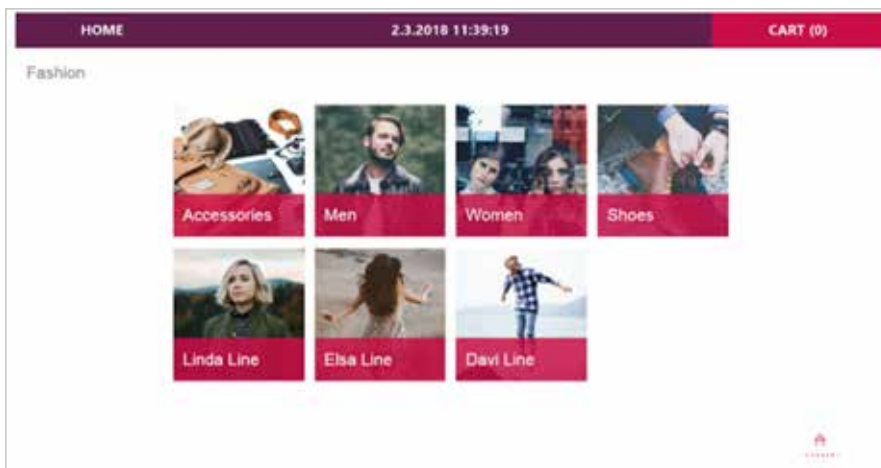 HOME
2.3.2018 11:39:19
CART (0)
Fashion
Accessories
Men
Women
Shoes
Linda Line
Elsa Line
Davi Line